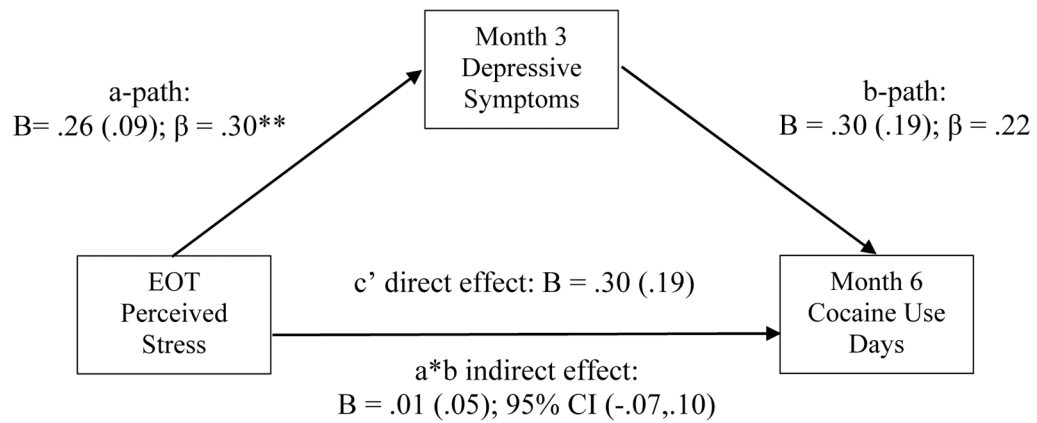 Month 3
Depressive
Symptoms
a-path:
B= .26 (.09); β = .30**
b-path:
B = .30 (.19); β = .22
EOT
Perceived
Stress
c’ direct effect: B = .30 (.19)
Month 6
Cocaine Use
Days
a*b indirect effect:
B = .01 (.05); 95% CI (-.07,.10)